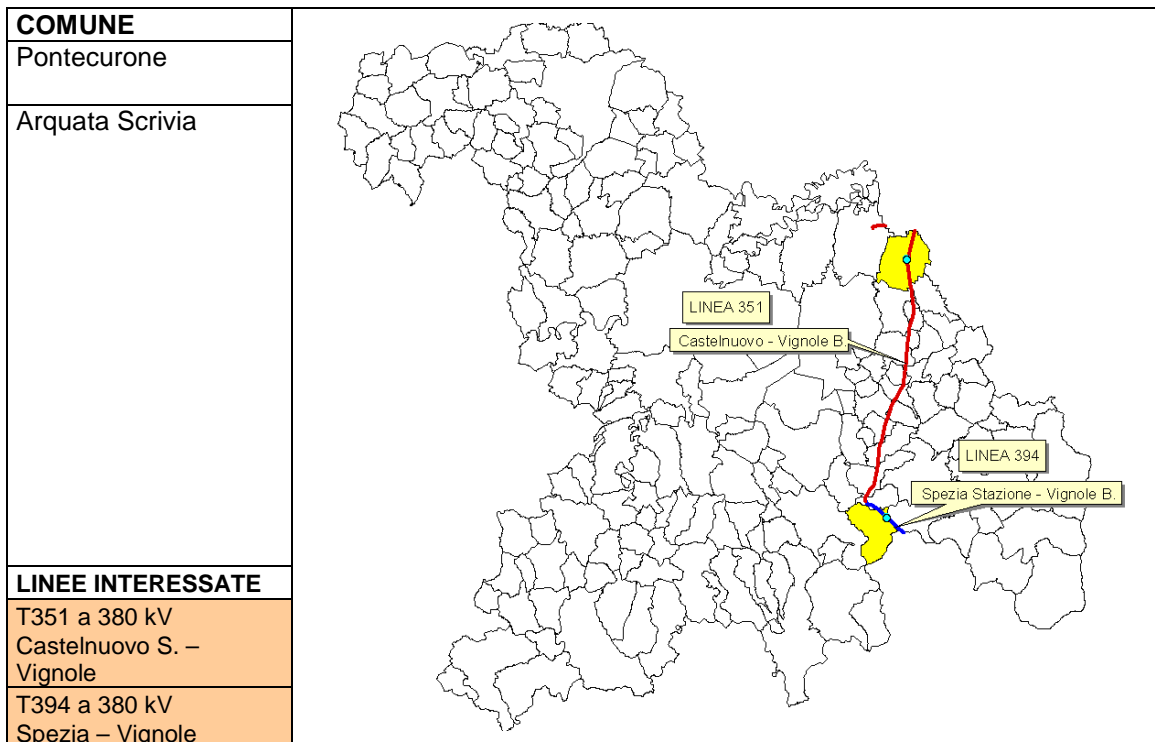 COMUNE
Pontecurone
Arquata Scrivia
LINEE INTERESSATE
T351 a 380 kV
Castelnuovo S. –
Vignole
T394 a 380 kV
Spezia – Vignole
LINEA 351
Castelnuovo - Vignole B.
LINEA 394
Spezia Stazione - Vignole B.